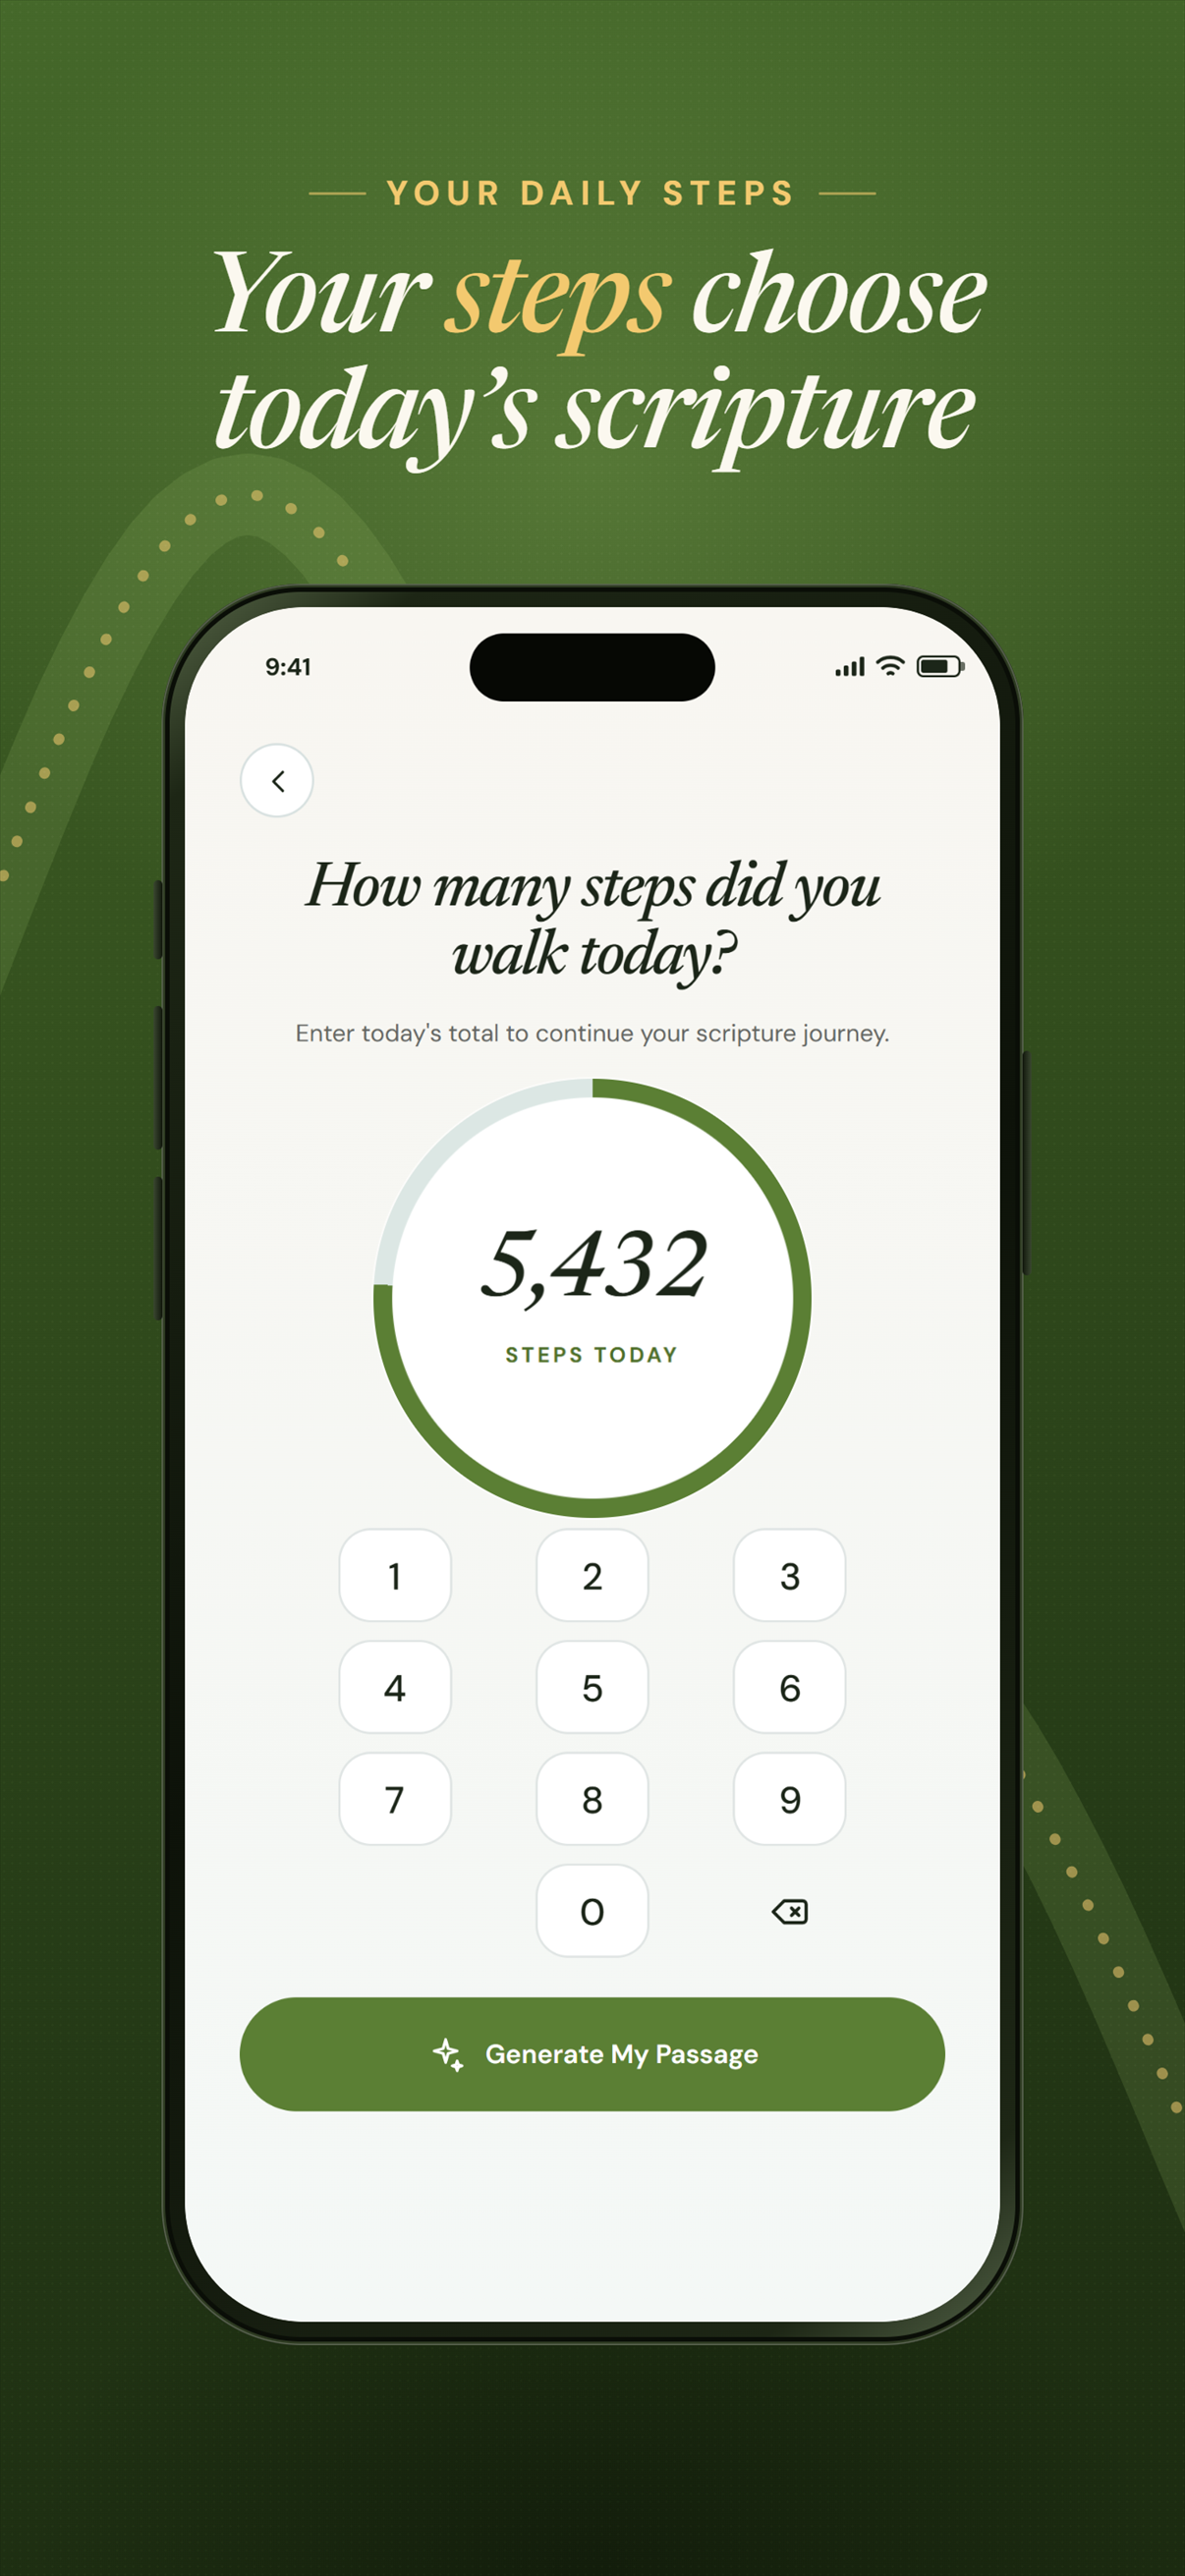 YOUR DAILY STEPS
Your steps choose
today’s scripture
9:41
How many steps did you
walk today?
Enter today's total to continue your scripture journey.
5,432
STEPS TODAY
1 2 3
4 5 6
7 8 9
0
Generate My Passage